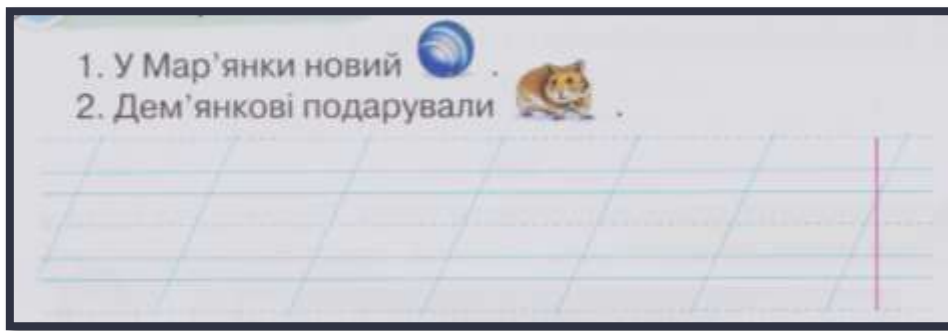 1. У Мар'янки новий .
2. Дем'янкові подарували .